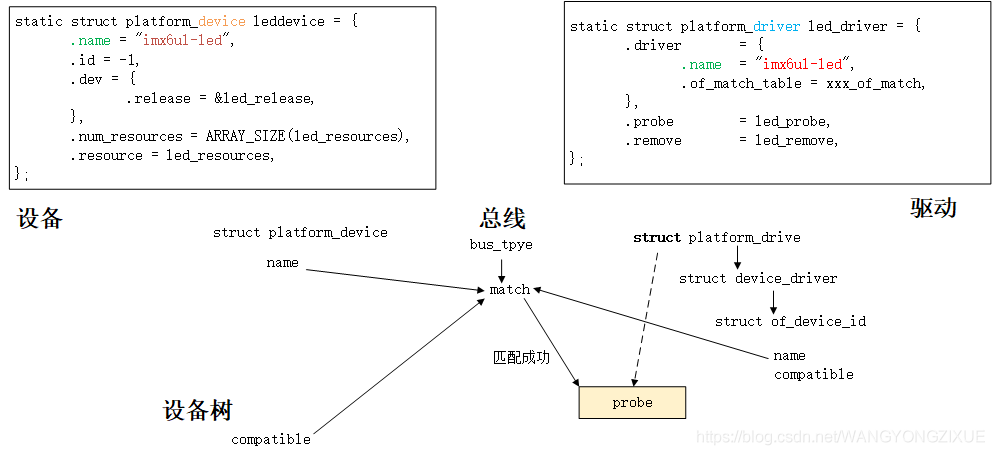 static struct platform_device leddevice = {
.name = "imx6ul-led",
.id = -1,
.dev = {
.release = &led_release,
},
.num_resources = ARRAY_SIZE(led_resources),
.resource = led_resources,
};
static struct platform_driver led_driver = {
.driver = {
.name = "imx6ul-led",
.of_match_table = xxx_of_match,
},
.probe = led_probe,
.remove = led_remove,
};
设备
总线
驱动
struct platform_device
bus_tpye
struct platform_drive
name
match
struct device_driver
struct of_device_id
匹配成功
name
compatible
probe
设备树
compatible
https://blog.csdn.net/WANGYONGZIXUE